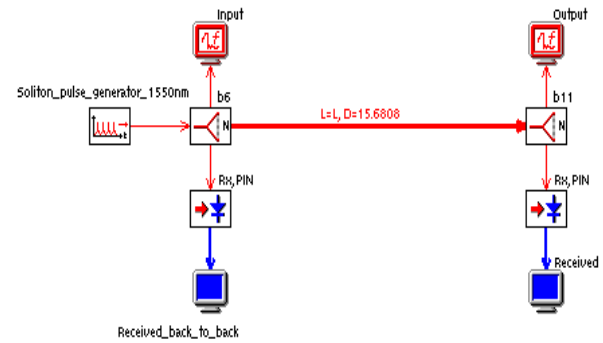 Input
Output
Soliton_pulse_generator_1550nm
b6
b11
L=L, D=15.6808
N
N
Rx,PIN
Rx,PIN
Received
Received_back_to_back